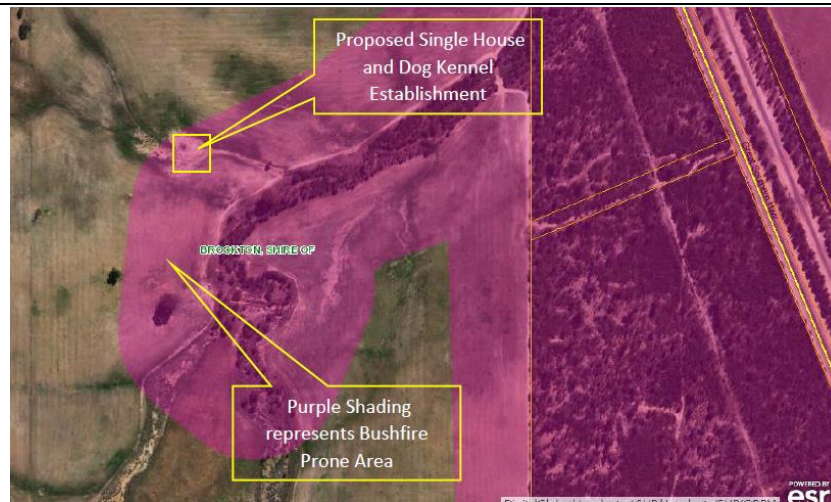 Proposed Single House
and Dog Kennel
Establishment
BROOKTON, SHIRE OF
Purple Shading
represents Bushfire
Prone Area
POWERED BY
esri